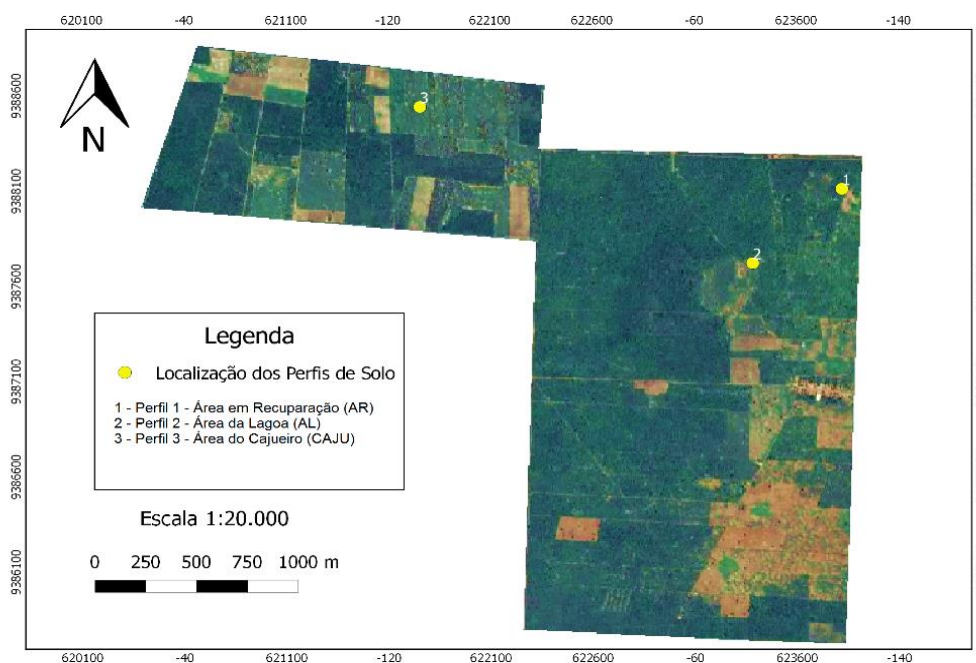 620100 -40 621100 -120 622100 622600 -60 623600 -140
9388600
9388100
9387600
9387100
9386600
9386100
N
3
1
2
Legenda
Localização dos Perfis de Solo
1 - Perfil 1 - Área em Recuparação (AR)
2 - Perfil 2 - Área da Lagoa (AL)
3 - Perfil 3 - Área do Cajueiro (CAJU)
Escala 1:20.000
0 250 500 750 1000 m
620100 -40 621100 -120 622100 622600 -60 623600 -140